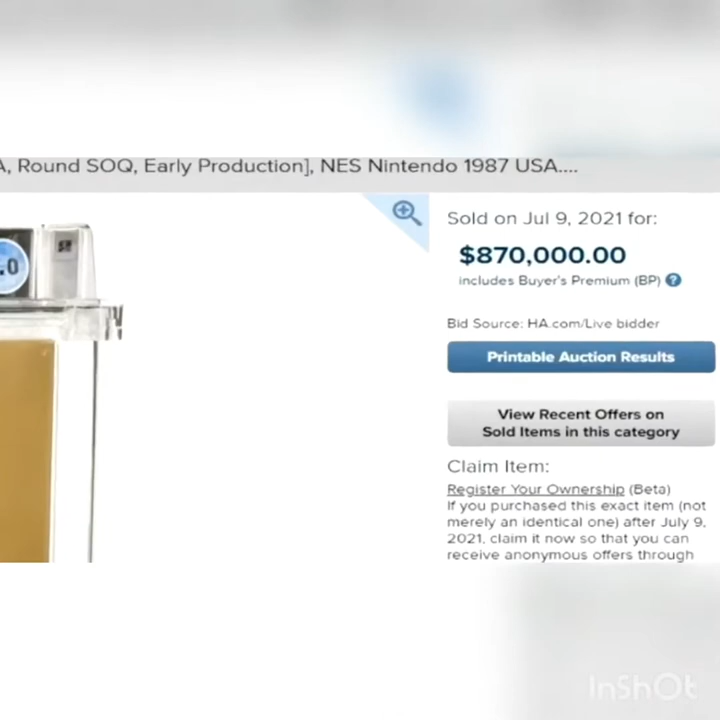 A, Round SOQ, Early Production], NES Nintendo 1987 USA....
.0
Sold on Jul 9, 2021 for:
$870,000.00
includes Buyer's Premium (BP) ?
Bid Source: HA.com/Live bidder
Printable Auction Results
View Recent Offers on
Sold Items in this category
Claim Item:
Register Your Ownership (Beta)
If you purchased this exact item (not
merely an identical one) after July 9,
2021, claim it now so that you can
receive anonymous offers through
InShOt